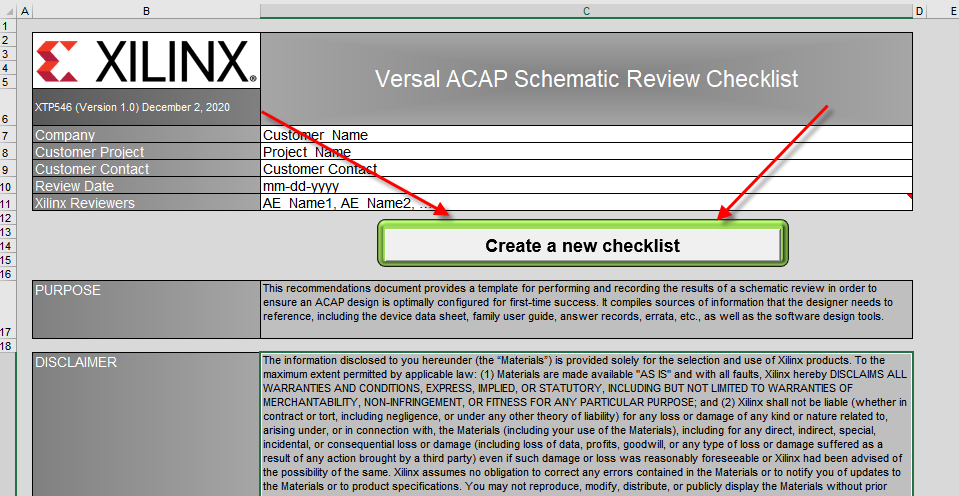 A B C D E
1
2
3
4
5
XILINX®
Versal ACAP Schematic Review Checklist
6
XTP546 (Version 1.0) December 2, 2020
7 Company Customer_Name
8 Customer Project Project_Name
9 Customer Contact Customer Contact
10 Review Date mm-dd-yyyy
11 Xilinx Reviewers AE_Name1, AE_Name2, ...
12
13
14 Create a new checklist
15
16
PURPOSE
This recommendations document provides a template for performing and recording the results of a schematic review in order to
ensure an ACAP design is optimally configured for first-time success. It compiles sources of information that the designer needs to
reference, including the device data sheet, family user guide, answer records, errata, etc., as well as the software design tools.
17
18
DISCLAIMER
The information disclosed to you hereunder (the “Materials”) is provided solely for the selection and use of Xilinx products. To the
maximum extent permitted by applicable law: (1) Materials are made available "AS IS" and with all faults, Xilinx hereby DISCLAIMS ALL
WARRANTIES AND CONDITIONS, EXPRESS, IMPLIED, OR STATUTORY, INCLUDING BUT NOT LIMITED TO WARRANTIES OF
MERCHANTABILITY, NON-INFRINGEMENT, OR FITNESS FOR ANY PARTICULAR PURPOSE; and (2) Xilinx shall not be liable (whether in
contract or tort, including negligence, or under any other theory of liability) for any loss or damage of any kind or nature related to,
arising under, or in connection with, the Materials (including your use of the Materials), including for any direct, indirect, special,
incidental, or consequential loss or damage (including loss of data, profits, goodwill, or any type of loss or damage suffered as a
result of any action brought by a third party) even if such damage or loss was reasonably foreseeable or Xilinx had been advised of
the possibility of the same. Xilinx assumes no obligation to correct any errors contained in the Materials or to notify you of updates to
the Materials or to product specifications. You may not reproduce, modify, distribute, or publicly display the Materials without prior